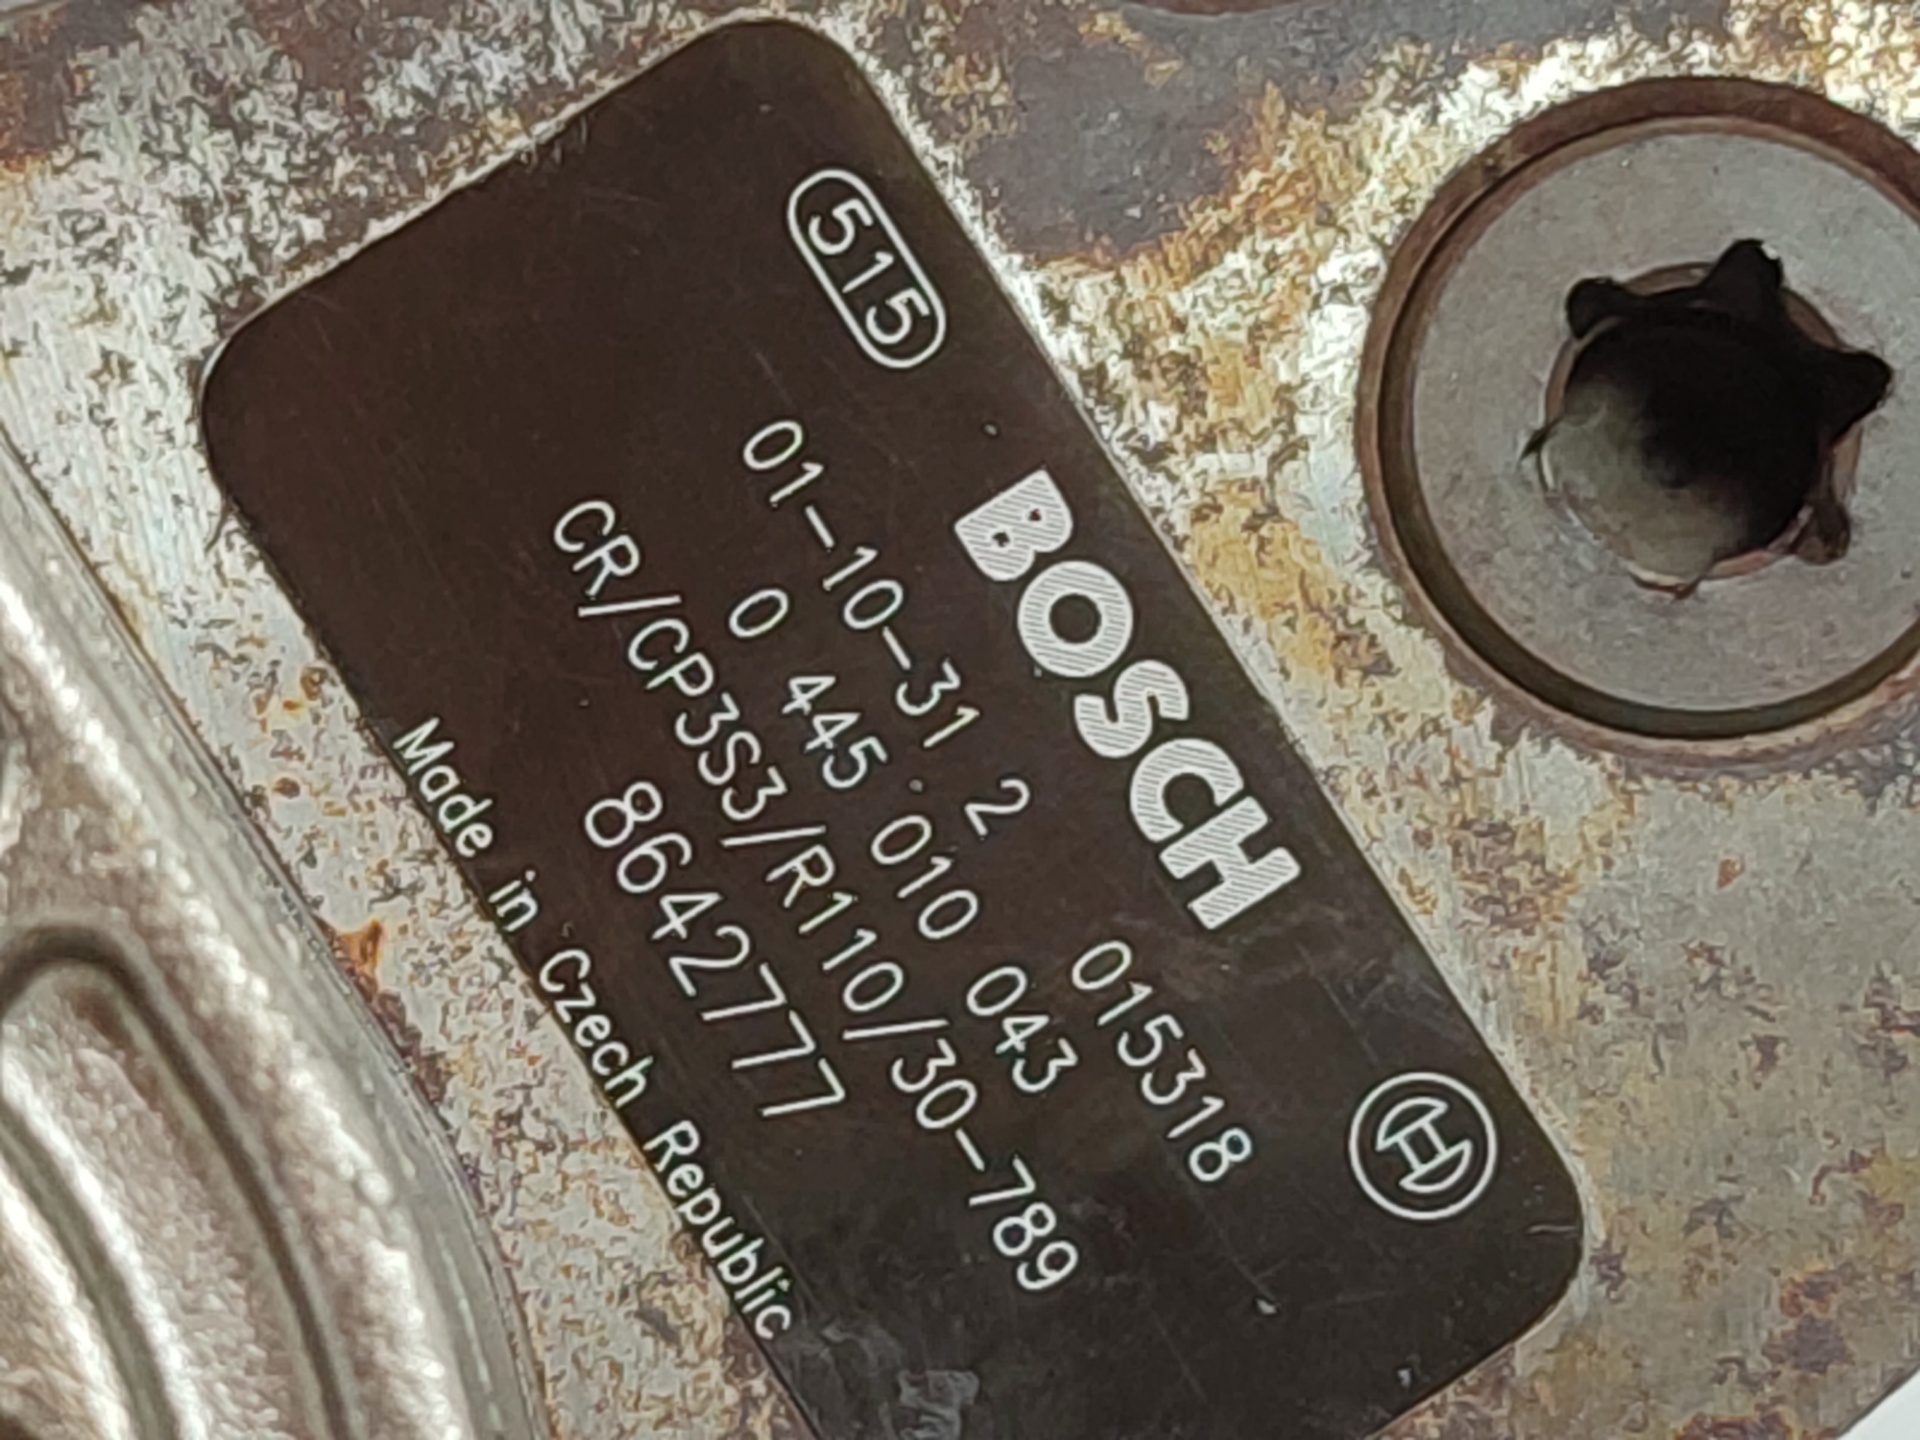 515
BOSCH
01-10-31 2 015318
0 445 010 043
CR/CP3S3/R110/30-789
8642777
Made in Czech Republic